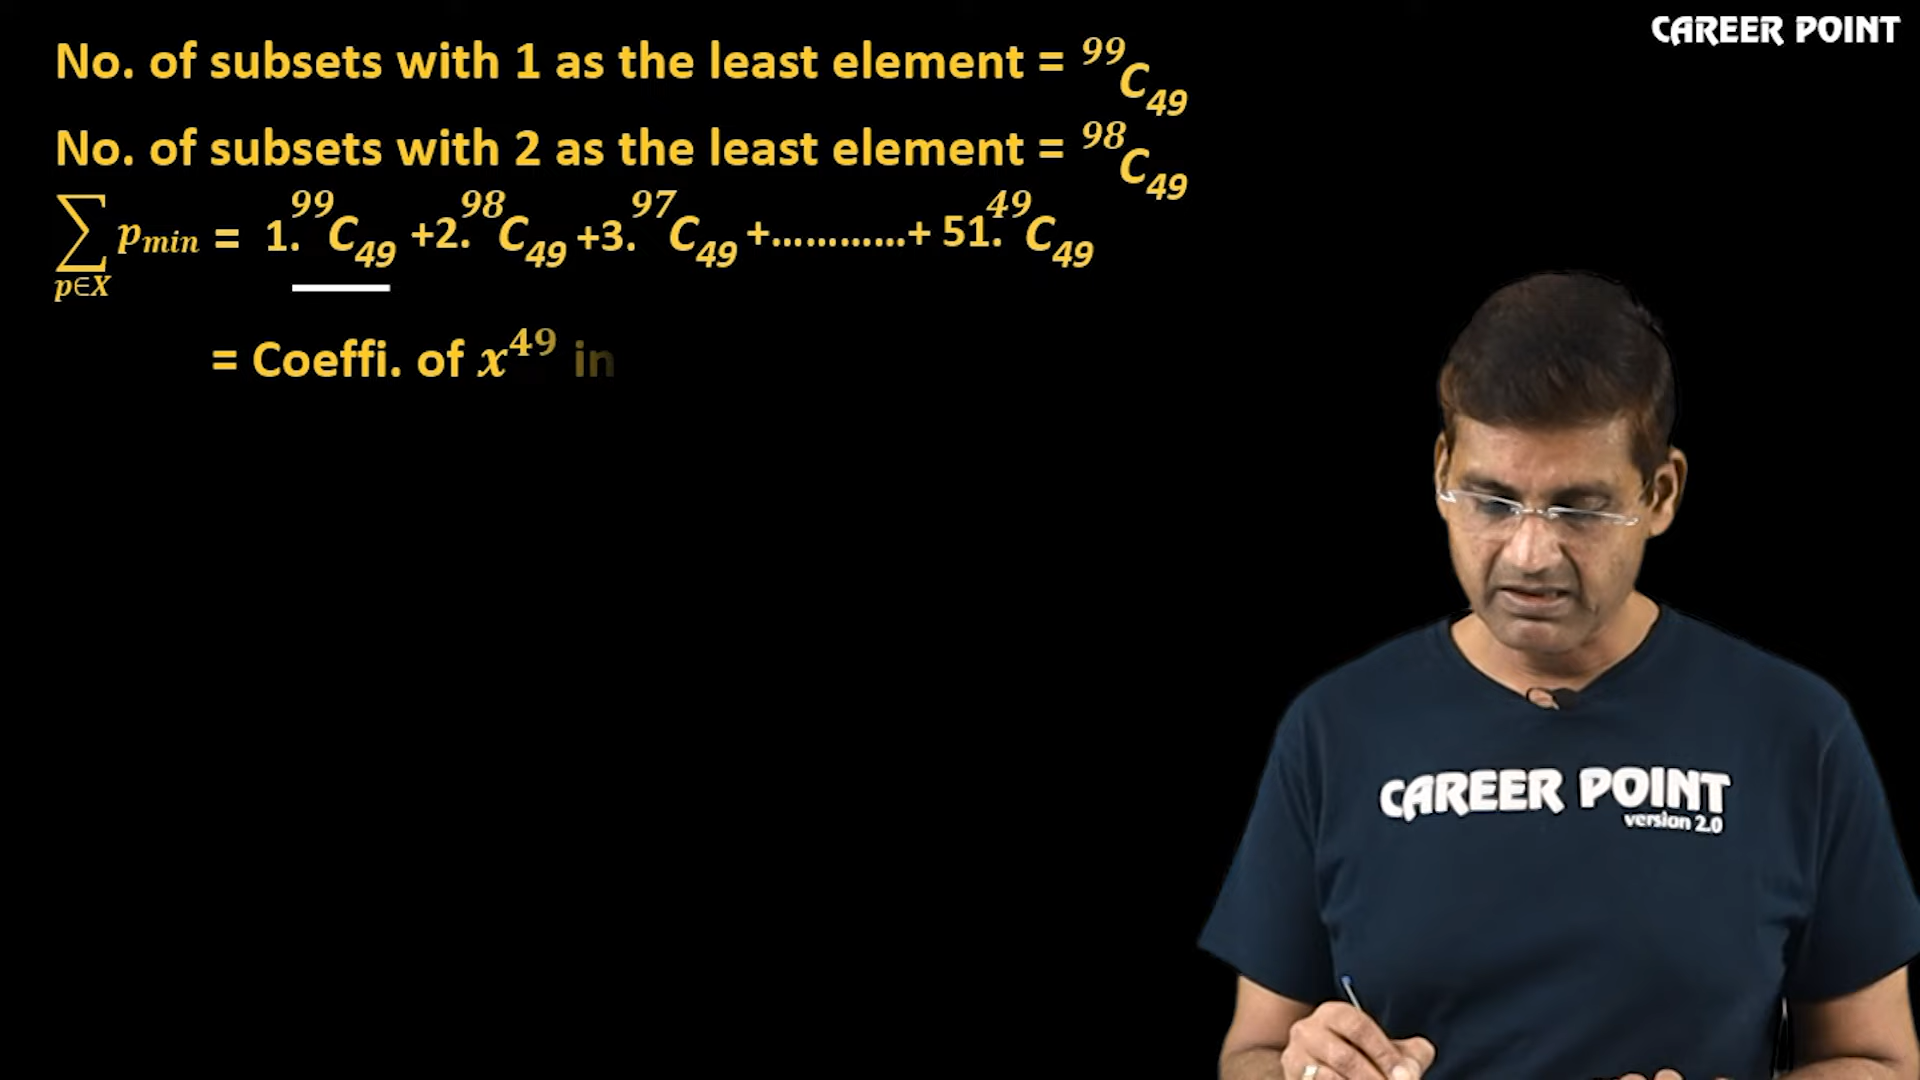 CAREER POINT
No. of subsets with 1 as the least element = ⁹⁹C₄₉
No. of subsets with 2 as the least element = ⁹⁸C₄₉
∑ p∈X pₘᵢₙ = 1.⁹⁹C₄₉ +2.⁹⁸C₄₉ +3.⁹⁷C₄₉ +............+ 51.⁴⁹C₄₉
= Coeffi. of x⁴⁹ in
CAREER POINT
version 2.0